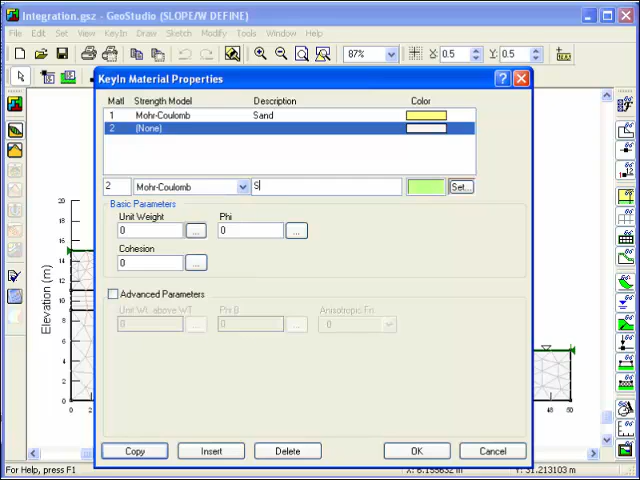 Integration.gsz - GeoStudio (SLOPE/W DEFINE)
File Edit Set View KeyIn Draw Sketch Modify Tools Window Help
87% X: 0.5 Y: 0.5
KeyIn Material Properties
Matl Strength Model Description Color
1 Mohr-Coulomb Sand
2 (None)
2 Mohr-Coulomb S Set...
Basic Parameters
Unit Weight Phi
0 ... 0 ...
Cohesion
0 ...
Advanced Parameters
Unit Wt. above WT Phi B Anisotropic Fn:
0 ... 0 ... 0
Copy Insert Delete OK Cancel
Elevation (m)
20
18
16
14
12
10
8
6
4
2
0
0 2 48 50
For Help, press F1 X: 6.155632 m Y: 31.213103 m